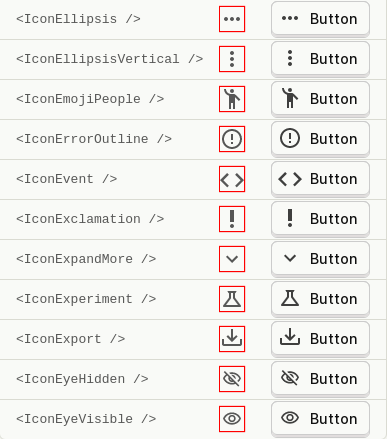 <IconEllipsis /> Button
<IconEllipsisVertical /> Button
<IconEmojiPeople /> Button
<IconErrorOutline /> Button
<IconEvent /> Button
<IconExclamation /> Button
<IconExpandMore /> Button
<IconExperiment /> Button
<IconExport /> Button
<IconEyeHidden /> Button
<IconEyeVisible /> Button